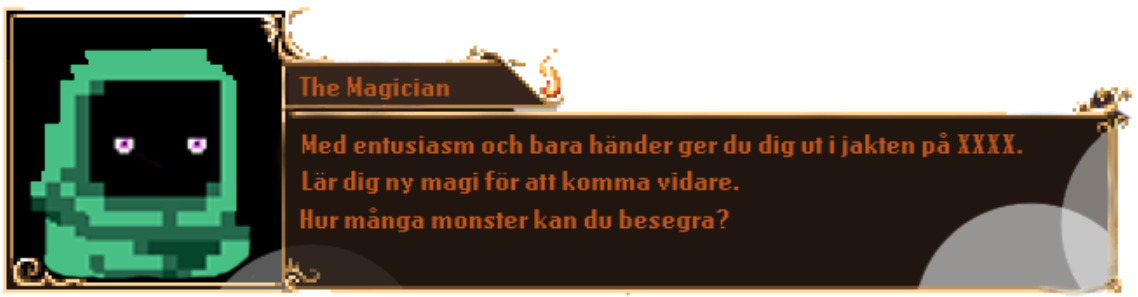 The Magician
Med entusiasm och bara händer ger du dig ut i jakten på XXXX.
Lär dig ny magi för att komma vidare.
Hur många monster kan du besegra?